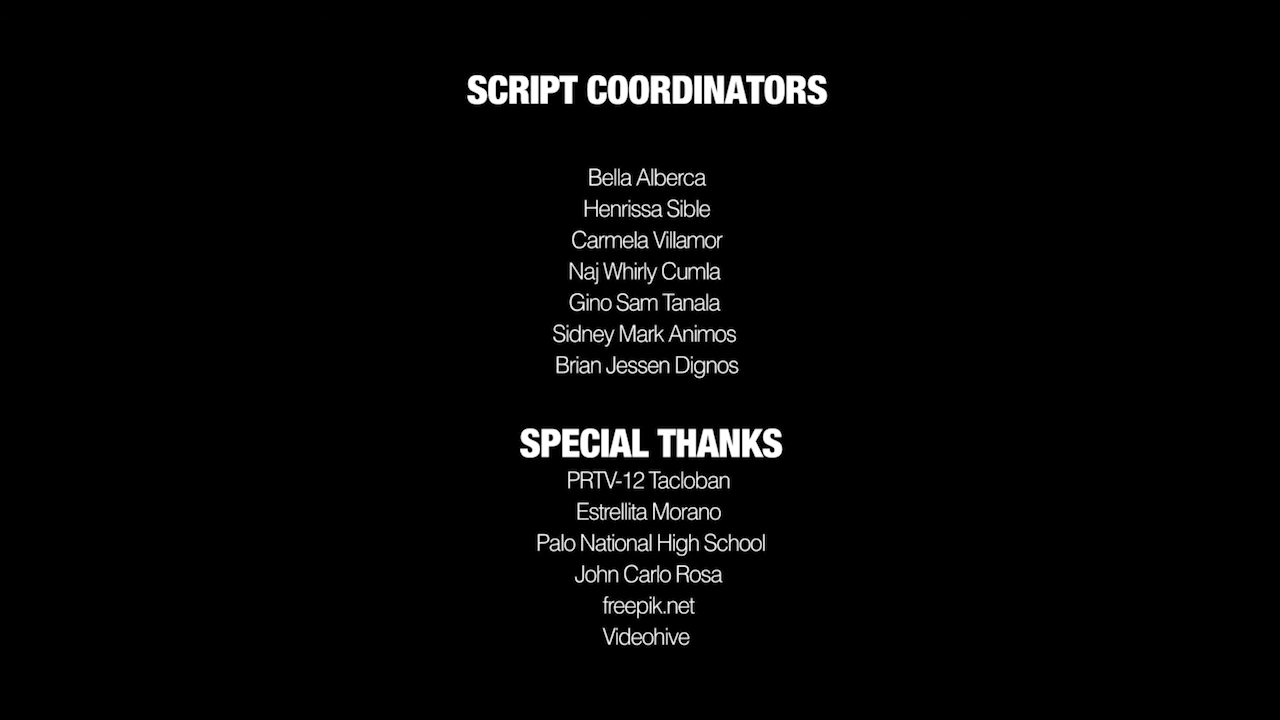 SCRIPT COORDINATORS
Bella Alberca
Henrissa Sible
Carmela Villamor
Naj Whirly Cumla
Gino Sam Tanala
Sidney Mark Animos
Brian Jessen Dignos
SPECIAL THANKS
PRTV-12 Tacloban
Estrellita Morano
Palo National High School
John Carlo Rosa
freepik.net
Videohive